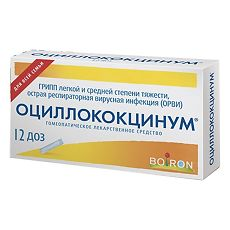 ДЛЯ ВСЕЙ СЕМЬИ
ГРИПП ЛЕГКОЙ И СРЕДНЕЙ СТЕПЕНИ ТЯЖЕСТИ,
ОСТРАЯ РЕСПИРАТОРНАЯ ВИРУСНАЯ ИНФЕКЦИЯ (ОРВИ)
ОЦИЛЛОКОКЦИНУМ®
ГОМЕОПАТИЧЕСКОЕ ЛЕКАРСТВЕННОЕ СРЕДСТВО
12 ДОЗ
BOIRON